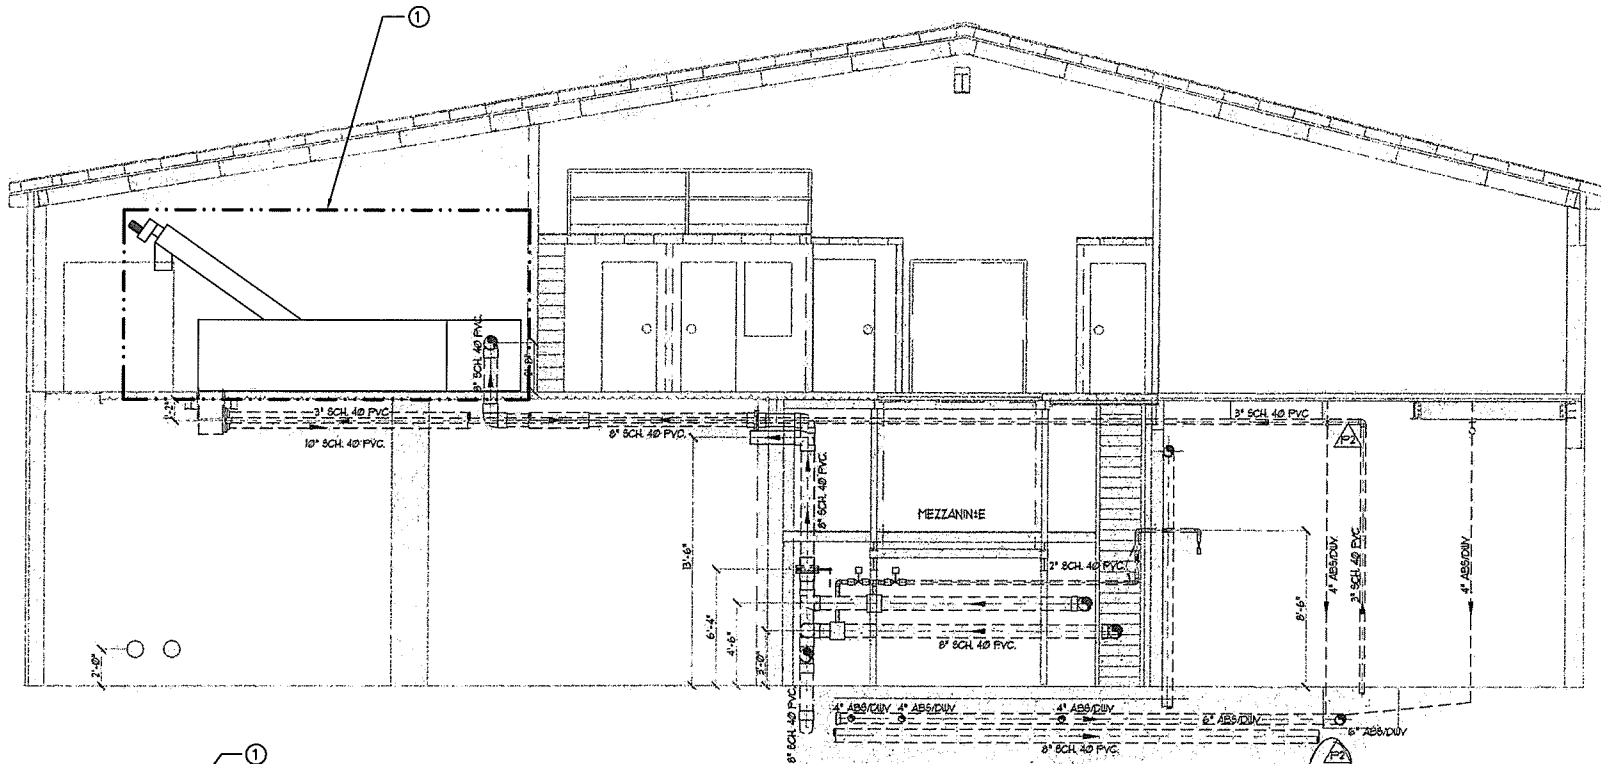 1
8" SCH. 40 PVC.
3" SCH. 40 PVC
10" SCH. 40 PVC.
8" SCH. 40 PVC.
3" SCH. 40 PVC
P2
8" SCH. 40 PVC.
MEZZANINE
13'-6"
2" SCH. 40 PVC.
4" ABS/DWV
3" SCH. 40 PVC
4" ABS/DWV
6'-4"
4'-6"
3'-0"
8'-6"
8" SCH. 40 PVC.
2'-0"
8" SCH. 40 PVC.
4" ABS/DWV
4" ABS/DWV
4" ABS/DWV
6" ABS/DWV
6" ABS/DWV
8" SCH. 40 PVC.
1
P2